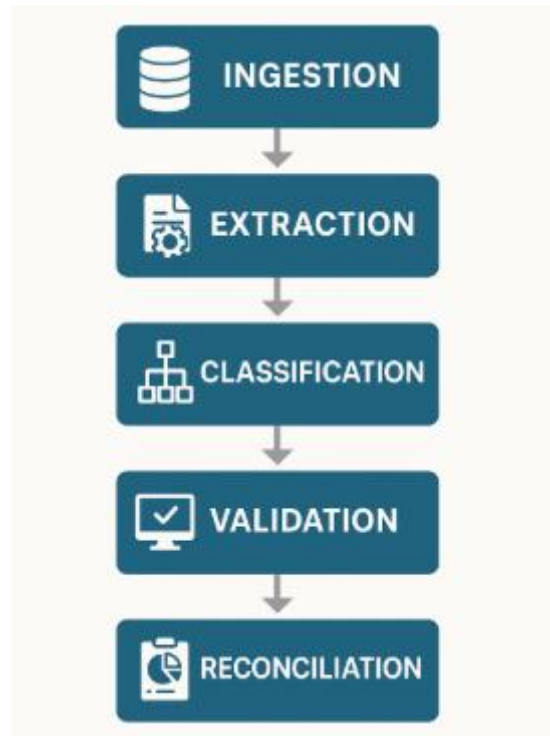 INGESTION
EXTRACTION
CLASSIFICATION
VALIDATION
RECONCILIATION